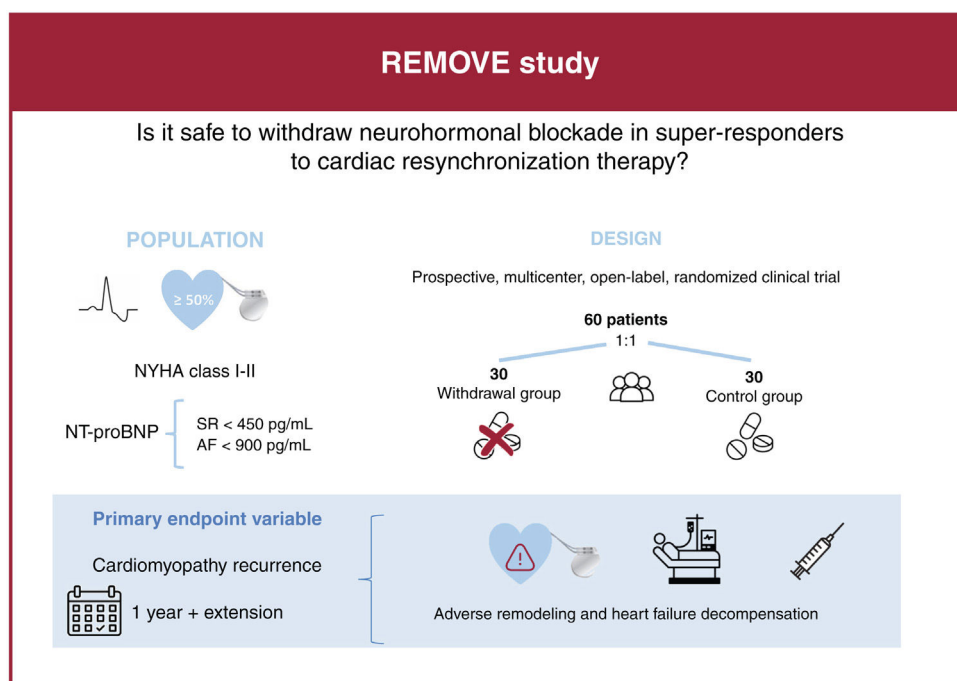 REMOVE study
Is it safe to withdraw neurohormonal blockade in super-responders
to cardiac resynchronization therapy?
POPULATION
≥ 50%
NYHA class I-II
NT-proBNP
SR < 450 pg/mL
AF < 900 pg/mL
DESIGN
Prospective, multicenter, open-label, randomized clinical trial
60 patients
1:1
30
Withdrawal group
30
Control group
Primary endpoint variable
Cardiomyopathy recurrence
1 year + extension
Adverse remodeling and heart failure decompensation